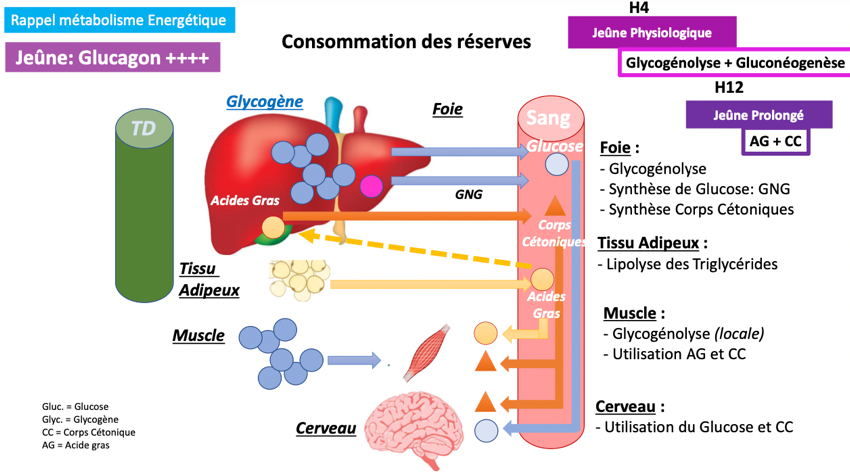 Rappel métabolisme Energétique
Jeûne: Glucagon ++++
Consommation des réserves
H4
Jeûne Physiologique
Glycogénolyse + Gluconéogenèse
H12
Jeûne Prolongé
AG + CC
TD
Glycogène
Foie
Sang
Glucose
GNG
Acides Gras
Corps
Cétoniques
Tissu
Adipeux
Acides
Gras
Muscle
Cerveau
Foie :
- Glycogénolyse
- Synthèse de Glucose: GNG
- Synthèse Corps Cétoniques
Tissu Adipeux :
- Lipolyse des Triglycérides
Muscle :
- Glycogénolyse (locale)
- Utilisation AG et CC
Cerveau :
- Utilisation du Glucose et CC
Gluc. = Glucose
Glyc. = Glycogène
CC = Corps Cétonique
AG = Acide gras